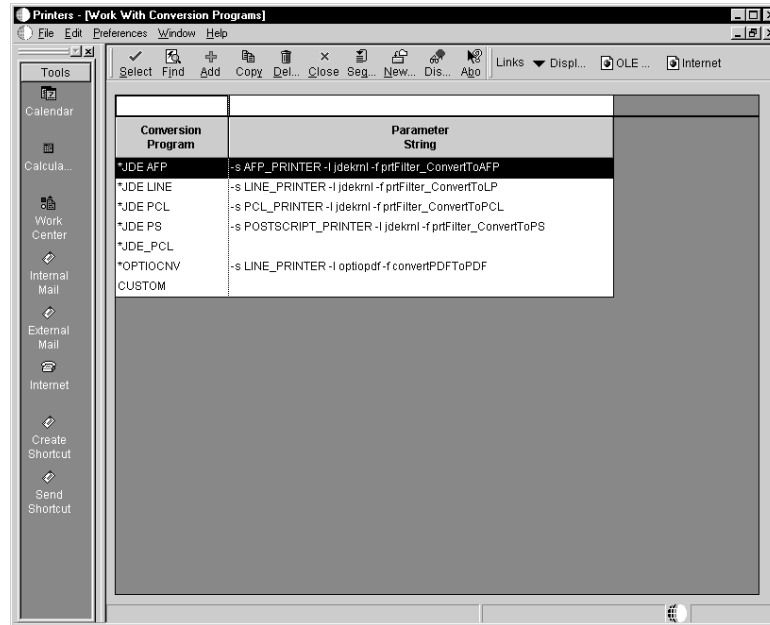 Printers - [Work With Conversion Programs]
File Edit Preferences Window Help
Tools
Select Find Add Copy Del... Close Seg... New... Dis... Abo Links Displ... OLE ... Internet
Calendar
Calcula...
Work
Center
Internal
Mail
External
Mail
Internet
Create
Shortcut
Send
Shortcut
Conversion
Program
Parameter
String
*JDE AFP -s AFP_PRINTER -l jdekrnl -f prtFilter_ConvertToAFP
*JDE LINE -s LINE_PRINTER -l jdekrnl -f prtFilter_ConvertToLP
*JDE PCL -s PCL_PRINTER -l jdekrnl -f prtFilter_ConvertToPCL
*JDE PS -s POSTSCRIPT_PRINTER -l jdekrnl -f prtFilter_ConvertToPS
*JDE_PCL
*OPTIOCNV -s LINE_PRINTER -l optiopdf -f convertPDFToPDF
CUSTOM